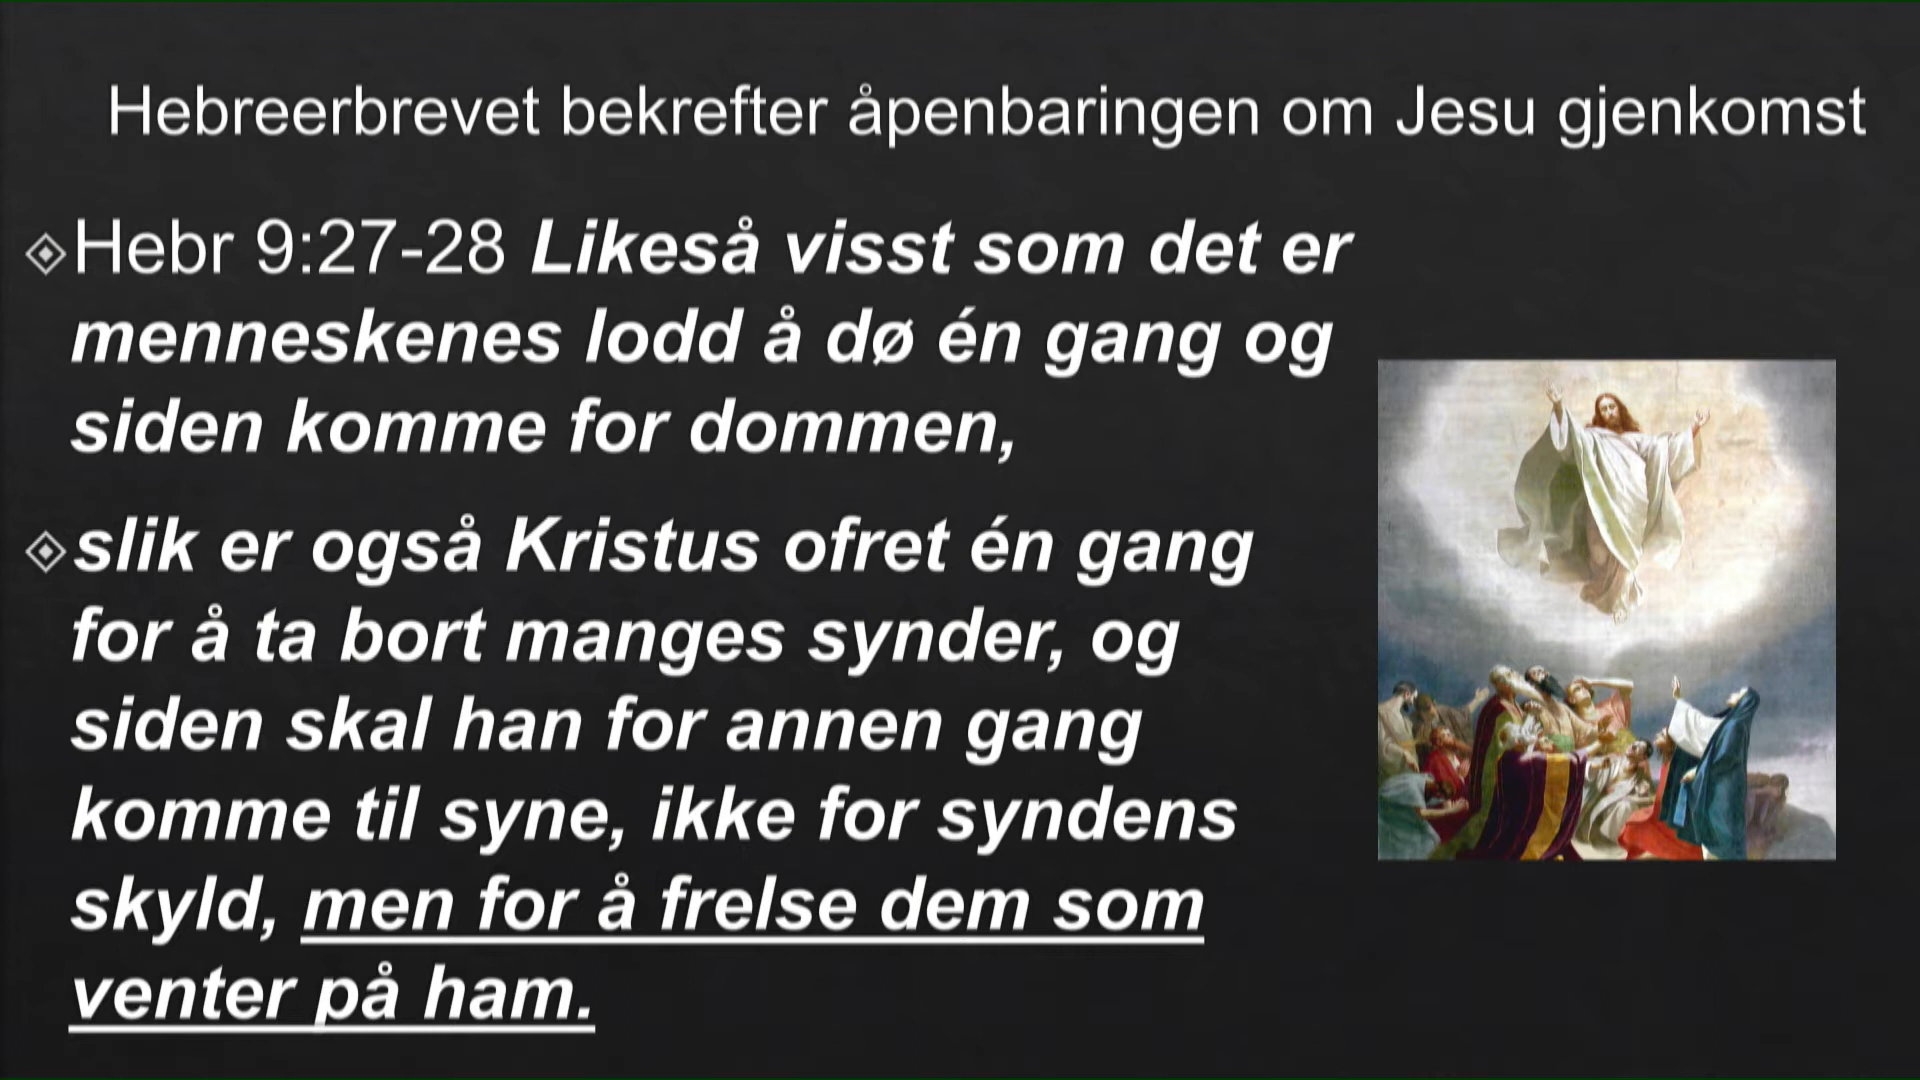 Hebreerbrevet bekrefter åpenbaringen om Jesu gjenkomst
Hebr 9:27-28 Likeså visst som det er
menneskenes lodd å dø én gang og
siden komme for dommen,
slik er også Kristus ofret én gang
for å ta bort manges synder, og
siden skal han for annen gang
komme til syne, ikke for syndens
skyld, men for å frelse dem som
venter på ham.